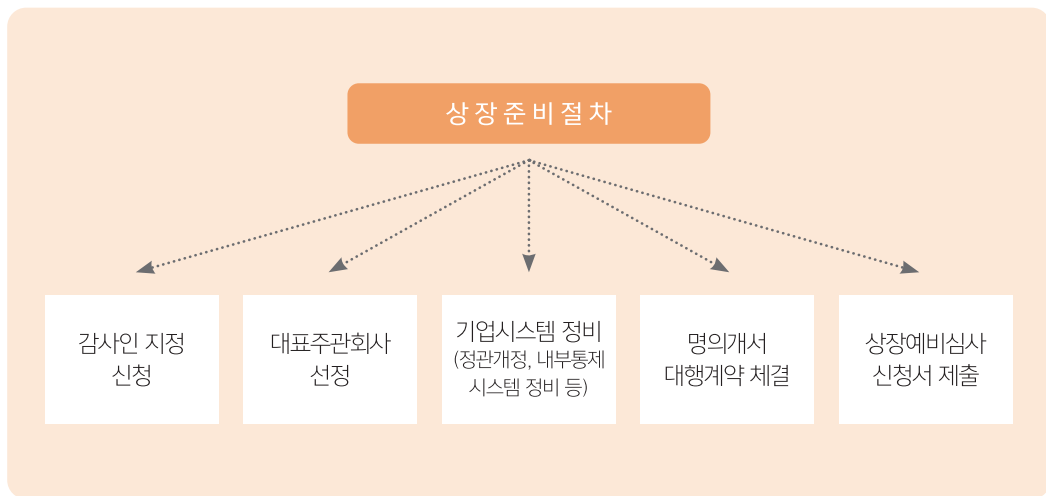 상장준비절차
감사인 지정
신청
대표주관회사
선정
기업시스템 정비
(정관개정, 내부통제
시스템 정비 등)
명의개서
대행계약 체결
상장예비심사
신청서 제출